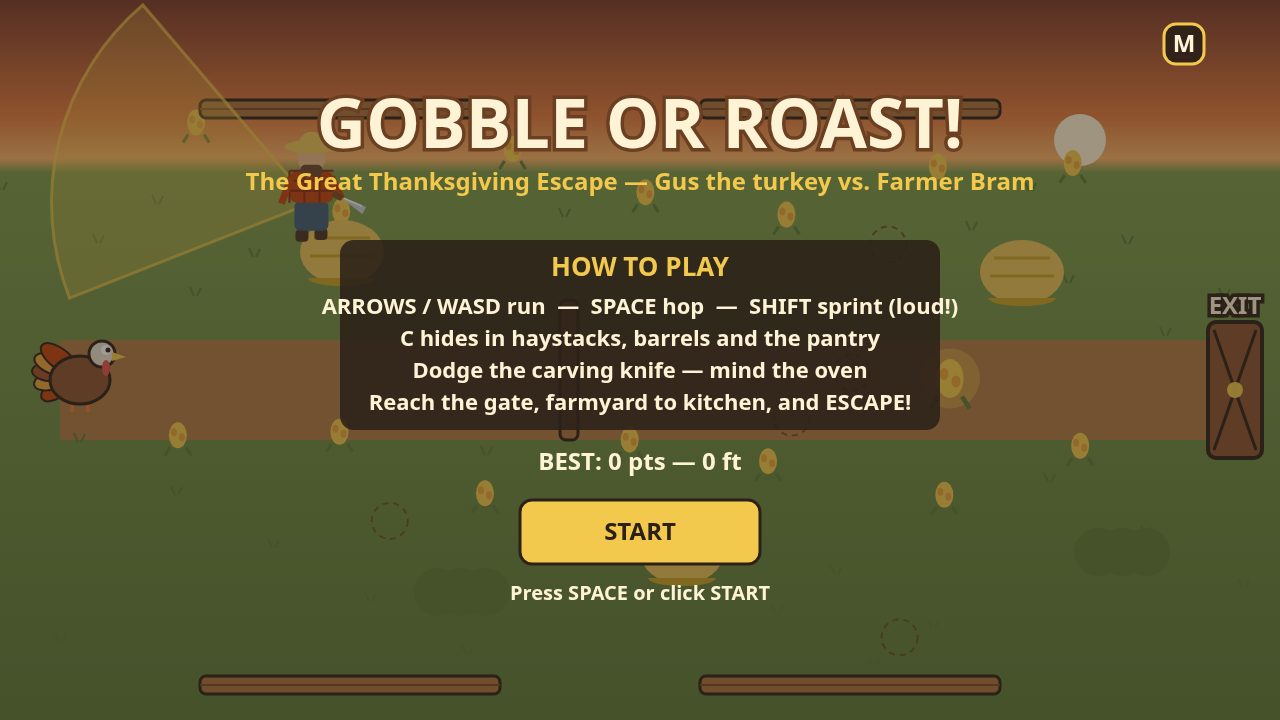 M
GOBBLE OR ROAST!
The Great Thanksgiving Escape — Gus the turkey vs. Farmer Bram
HOW TO PLAY
ARROWS / WASD run — SPACE hop — SHIFT sprint (loud!)
EXIT
C hides in haystacks, barrels and the pantry
Dodge the carving knife — mind the oven
Reach the gate, farmyard to kitchen, and ESCAPE!
BEST: 0 pts — 0 ft
START
Press SPACE or click START